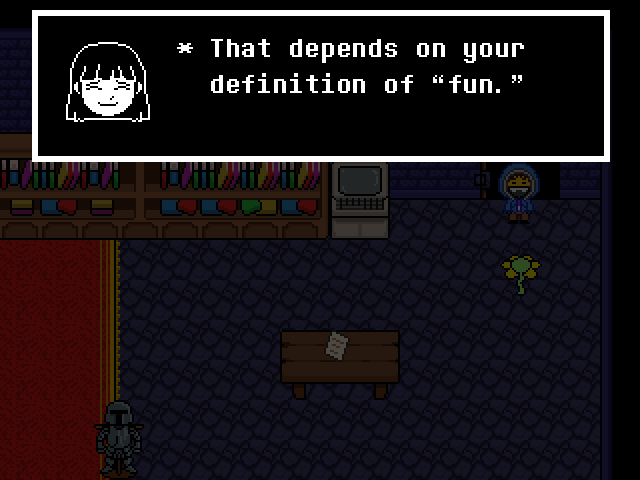 * That depends on your
definition of “fun.”